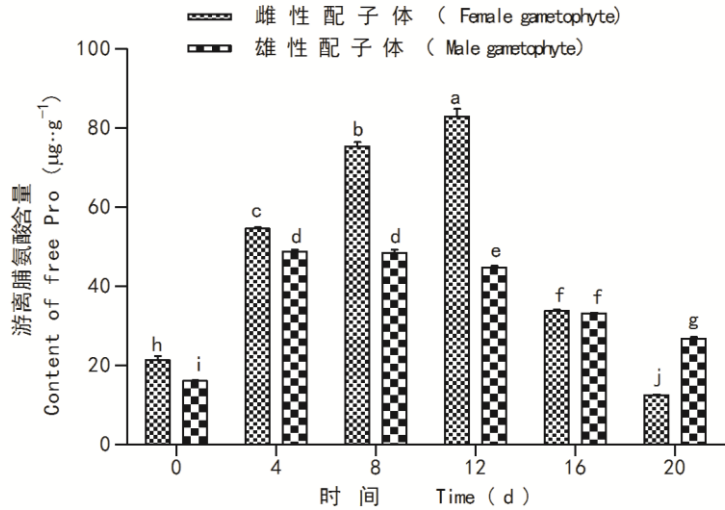 雌性配子体 ( Female gametophyte)
雄性配子体 ( Male gametophyte)
游离脯氨酸含量
Content of free Pro (μg··g⁻¹)
100
80
60
40
20
0
h
i
c
d
b
d
a
e
f
f
j
g
0 4 8 12 16 20
时间 Time ( d )